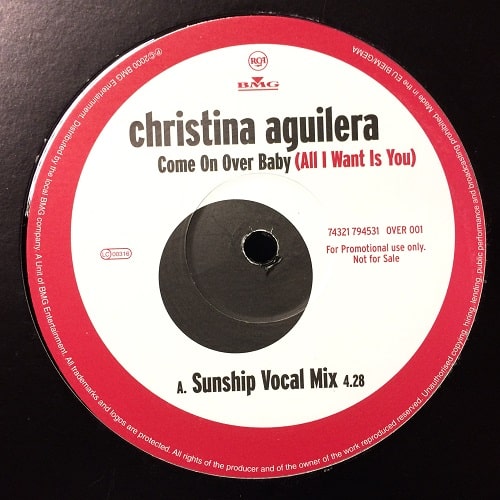 RCA
BMG
christina aguilera
Come On Over Baby (All I Want Is You)
74321 794531 OVER 001
For Promotional use only.
Not for Sale
LC 00316
A. Sunship Vocal Mix 4.28
℗©2000 BMG Entertainment. Distributed by the local BMG company. A Unit of BMG Entertainment. All trademarks and logos are protected. All rights of the producer and of the owner of the work reproduced reserved. Unauthorised copying, hiring, lending, public performance and broadcasting prohibited. Made in the EU BIEM/GEMA